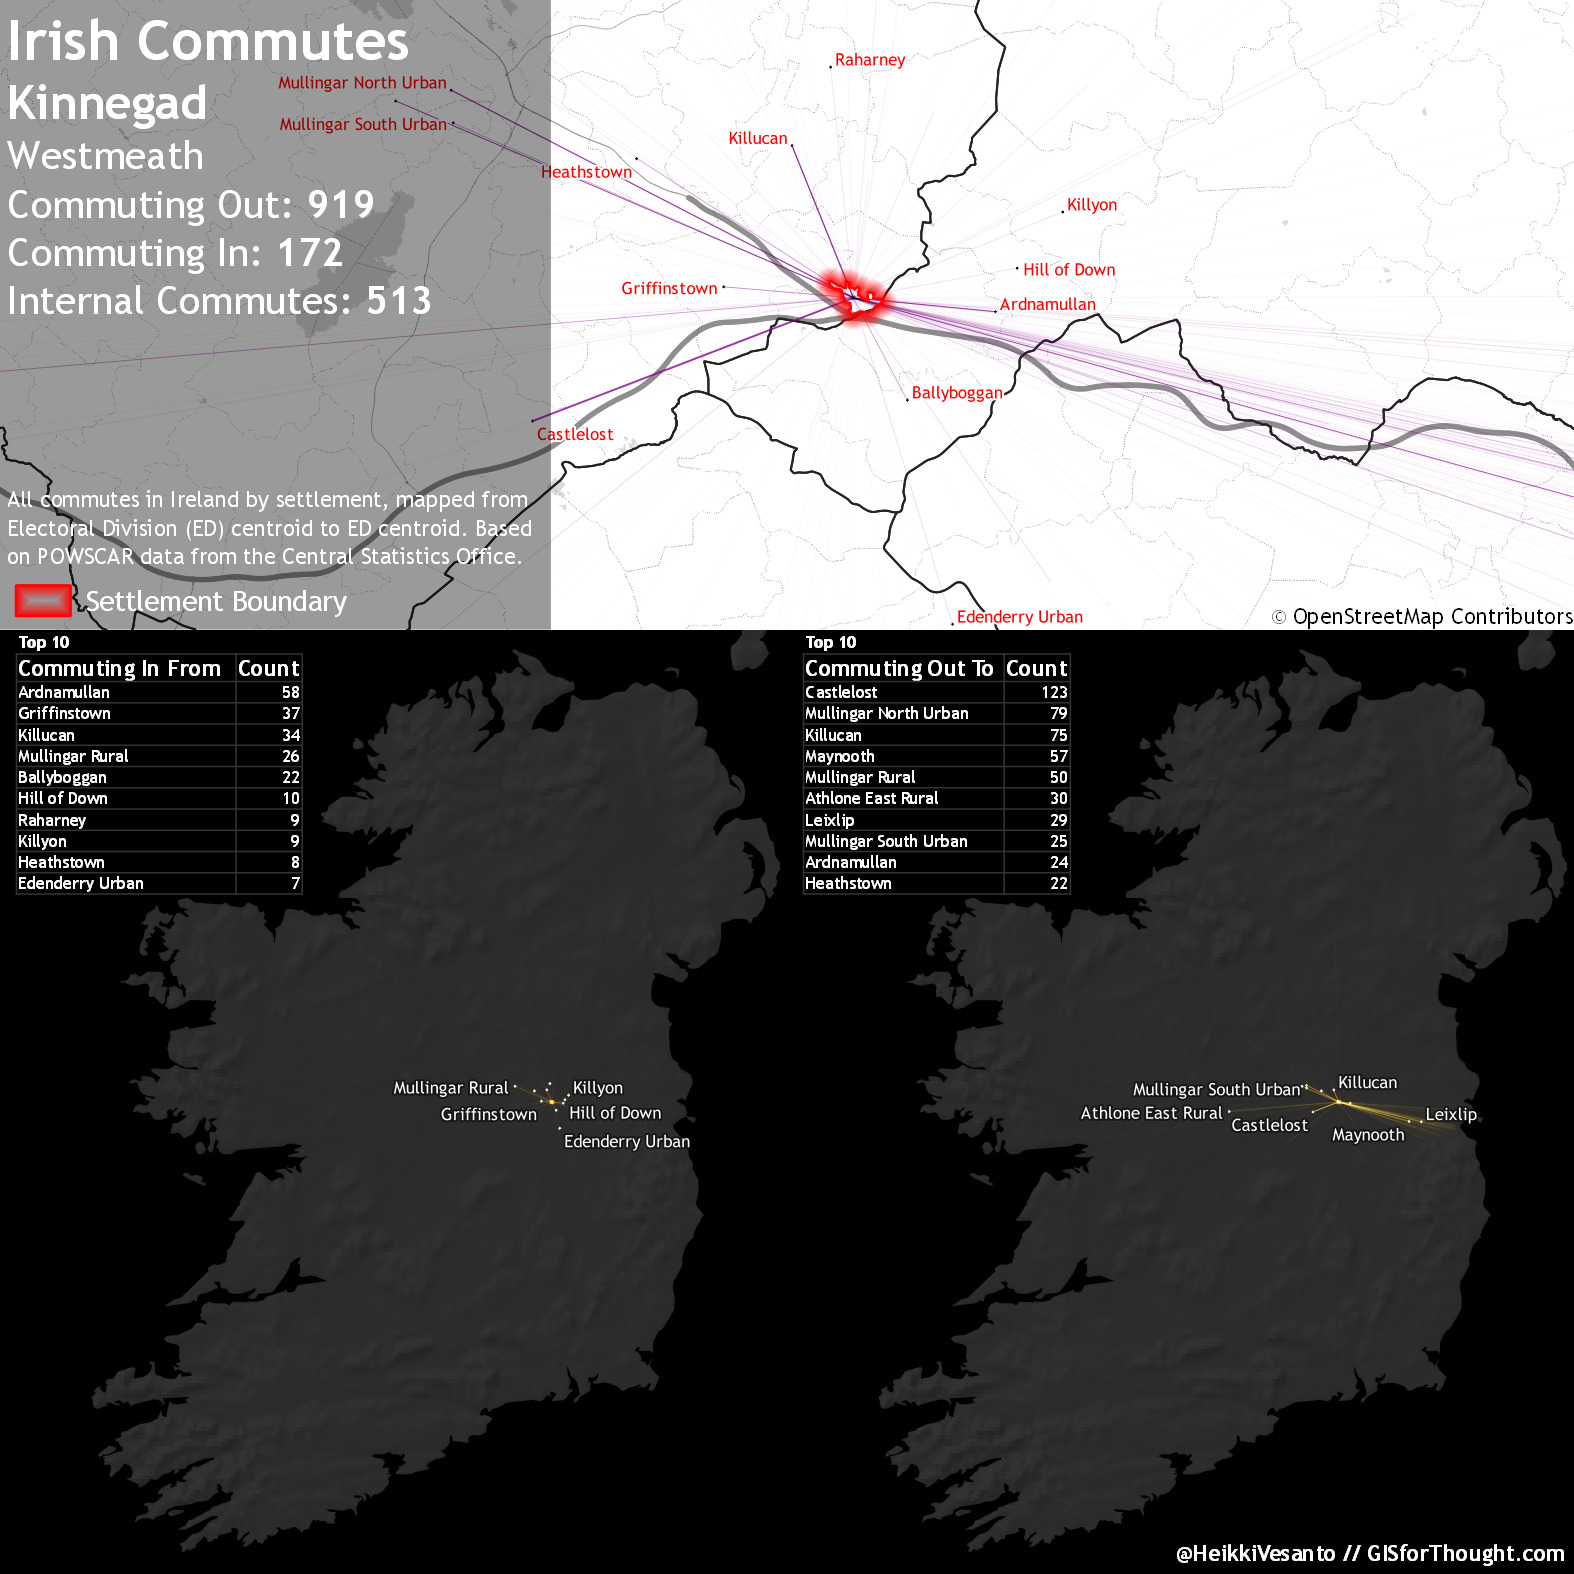 Irish Commutes
Kinnegad
Westmeath
Commuting Out: 919
Commuting In: 172
Internal Commutes: 513
Mullingar North Urban
Mullingar South Urban
Heathstown
Raharney
Killucan
Killyon
Hill of Down
Griffinstown
Ardnamullan
Ballyboggan
Castlelost
Edenderry Urban
All commutes in Ireland by settlement, mapped from
Electoral Division (ED) centroid to ED centroid. Based
on POWSCAR data from the Central Statistics Office.
Settlement Boundary
© OpenStreetMap Contributors
Top 10
Commuting In From Count
Ardnamullan 58
Griffinstown 37
Killucan 34
Mullingar Rural 26
Ballyboggan 22
Hill of Down 10
Raharney 9
Killyon 9
Heathstown 8
Edenderry Urban 7
Mullingar Rural
Killyon
Griffinstown
Hill of Down
Edenderry Urban
Top 10
Commuting Out To Count
Castlelost 123
Mullingar North Urban 79
Killucan 75
Maynooth 57
Mullingar Rural 50
Athlone East Rural 30
Leixlip 29
Mullingar South Urban 25
Ardnamullan 24
Heathstown 22
Mullingar South Urban
Killucan
Athlone East Rural
Castlelost
Leixlip
Maynooth
@HeikkiVesanto // GISforThought.com